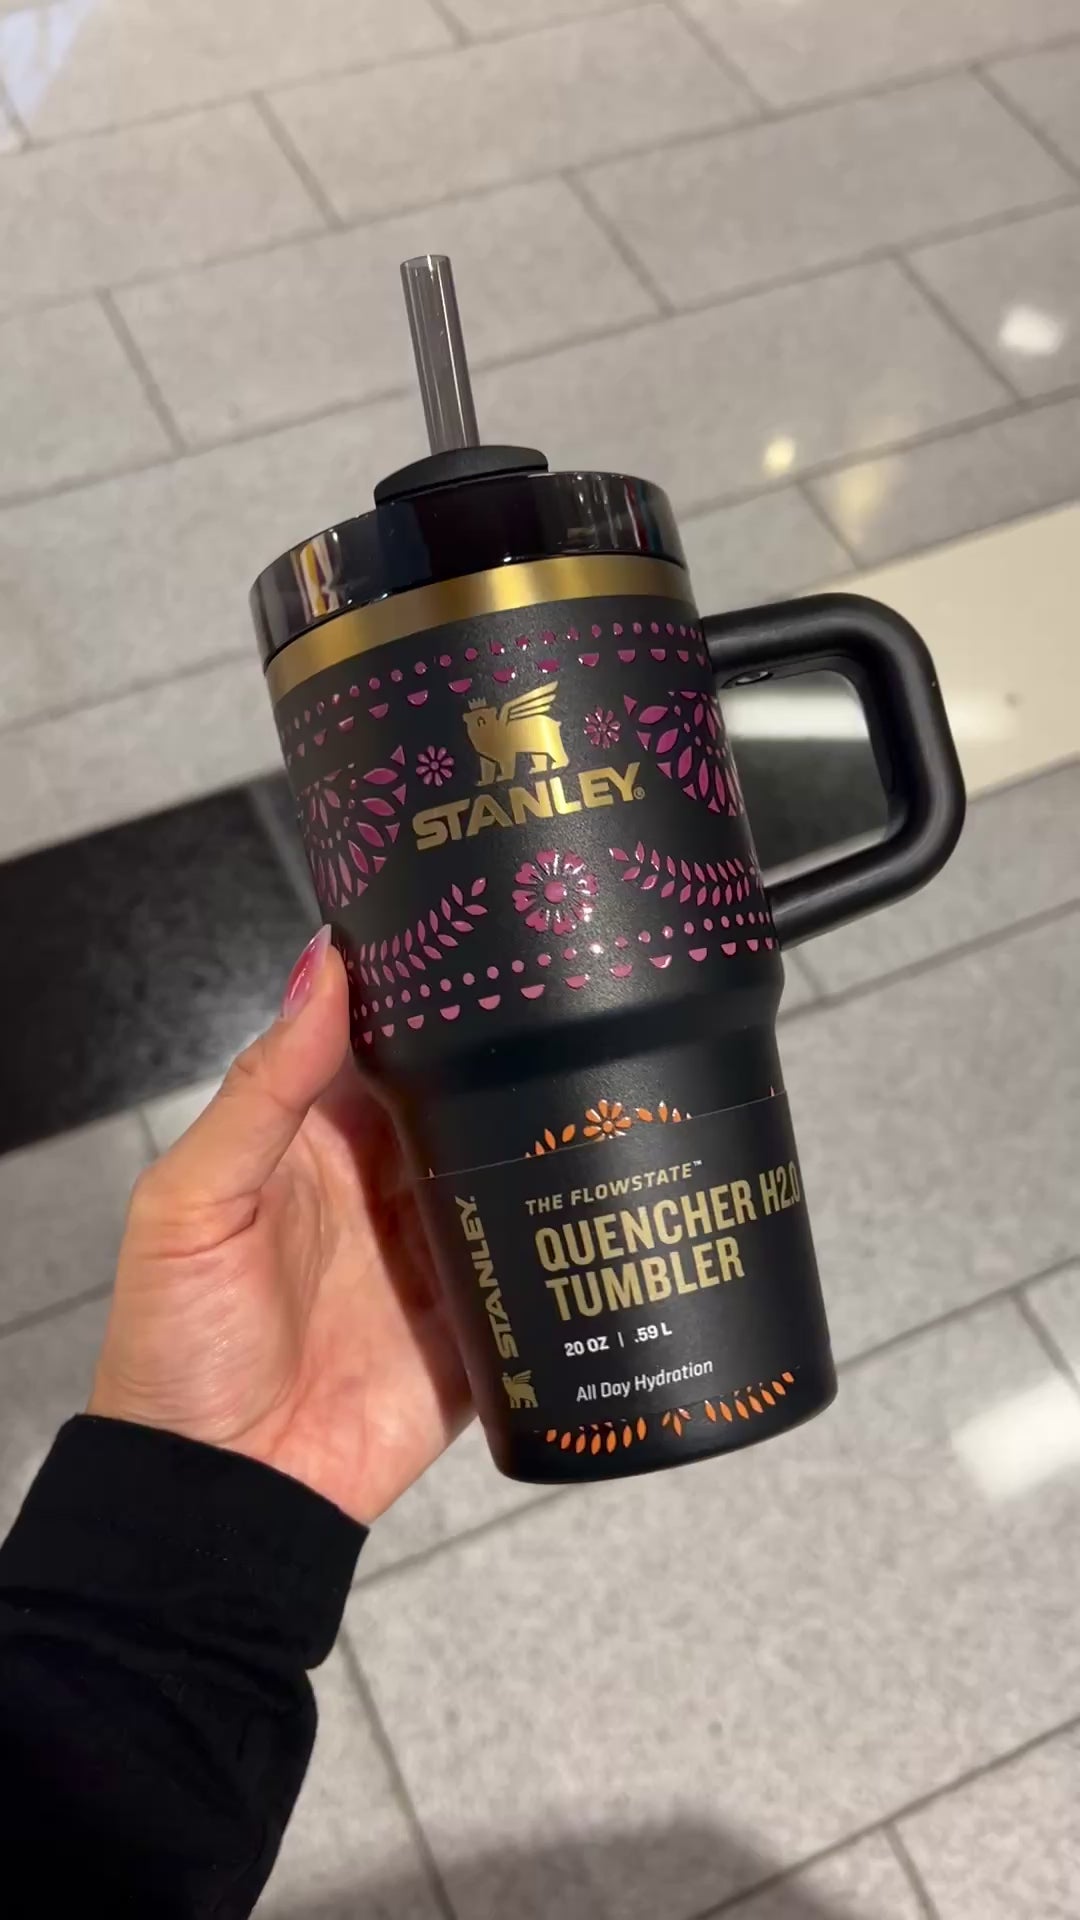 STANLEY®
THE FLOWSTATE™
QUENCHER H2.0
TUMBLER
20 OZ | .59 L
All Day Hydration
STANLEY®